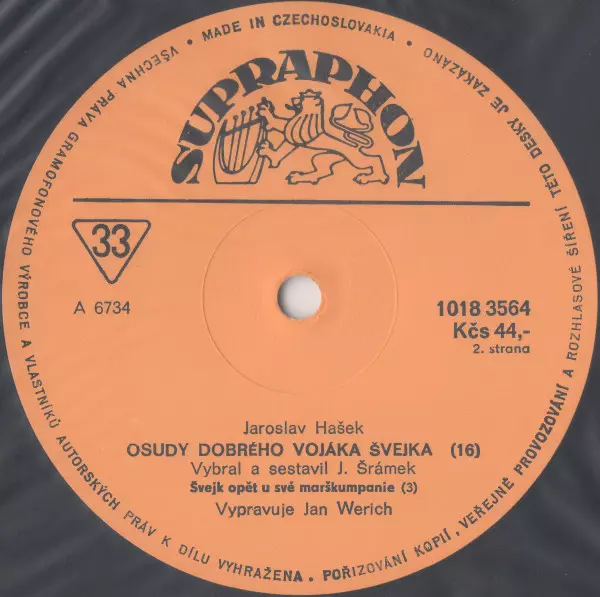 VŠECHNA PRÁVA GRAMOFONOVÉHO VÝROBCE A VLASTNÍKŮ AUTORSKÝCH PRÁV K DÍLU VYHRAŽENA. POŘIZOVÁNÍ KOPIÍ, VEŘEJNÉ PROVOZOVÁNÍ A ROZHLASOVÉ ŠÍŘENÍ TÉTO DESKY JE ZAKÁZÁNO • MADE IN CZECHOSLOVAKIA •
SUPRAPHON
33
A 6734
1018 3564
Kčs 44,-
2. strana
Jaroslav Hašek
OSUDY DOBRÉHO VOJÁKA ŠVEJKA (16)
Vybral a sestavil J. Šrámek
Švejk opět u své marškumpanie (3)
Vypravuje Jan Werich